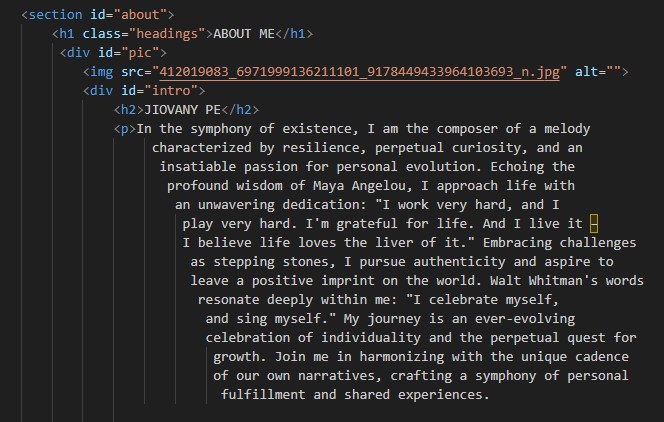 <section id="about">
<h1 class="headings">ABOUT ME</h1>
<div id="pic">
<img src="412019083_6971999136211101_9178449433964103693_n.jpg" alt="">
<div id="intro">
<h2>JIOVANY PE</h2>
<p>In the symphony of existence, I am the composer of a melody
characterized by resilience, perpetual curiosity, and an
insatiable passion for personal evolution. Echoing the
profound wisdom of Maya Angelou, I approach life with
an unwavering dedication: "I work very hard, and I
play very hard. I'm grateful for life. And I live it –
I believe life loves the liver of it." Embracing challenges
as stepping stones, I pursue authenticity and aspire to
leave a positive imprint on the world. Walt Whitman's words
resonate deeply within me: "I celebrate myself,
and sing myself." My journey is an ever-evolving
celebration of individuality and the perpetual quest for
growth. Join me in harmonizing with the unique cadence
of our own narratives, crafting a symphony of personal
fulfillment and shared experiences.